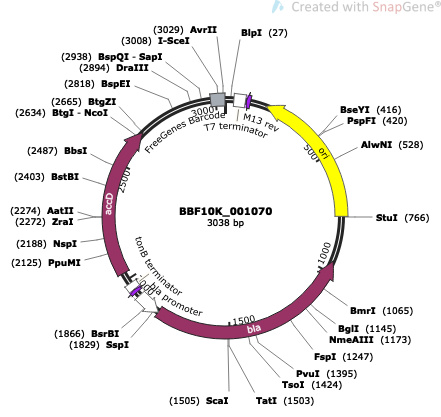 Created with SnapGene®
(3029) AvrII
(3008) I-SceI
BlpI (27)
(2938) BspQI - SapI
(2894) DraIII
(2818) BspEI
(2665) BtgZI
(2634) BtgI - NcoI
(2487) BbsI
(2403) BstBI
(2274) AatII
(2272) ZraI
(2188) NspI
(2125) PpuMI
(1866) BsrBI
(1829) SspI
(1505) ScaI
TatI (1503)
TsoI (1424)
PvuI (1395)
FspI (1247)
NmeAIII (1173)
BglI (1145)
BmrI (1065)
StuI (766)
AlwNI (528)
PspFI (420)
BseYI (416)
FreeGenes Barcode
T7 terminator
M13 rev
ori
accD
tonB terminator
bla promoter
bla
500
1000
1500
2500
3000
BBF10K_001070
3038 bp